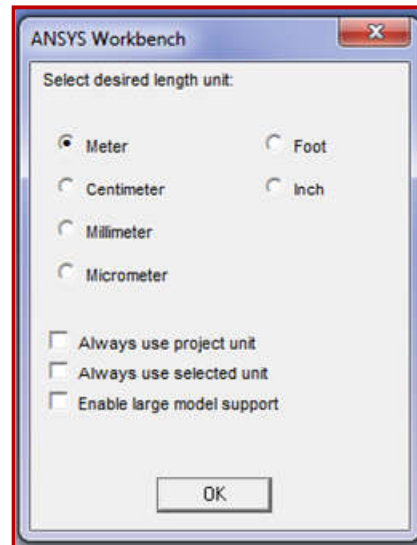 ANSYS Workbench
Select desired length unit:
Meter
Foot
Centimeter
Inch
Millimeter
Micrometer
Always use project unit
Always use selected unit
Enable large model support
OK